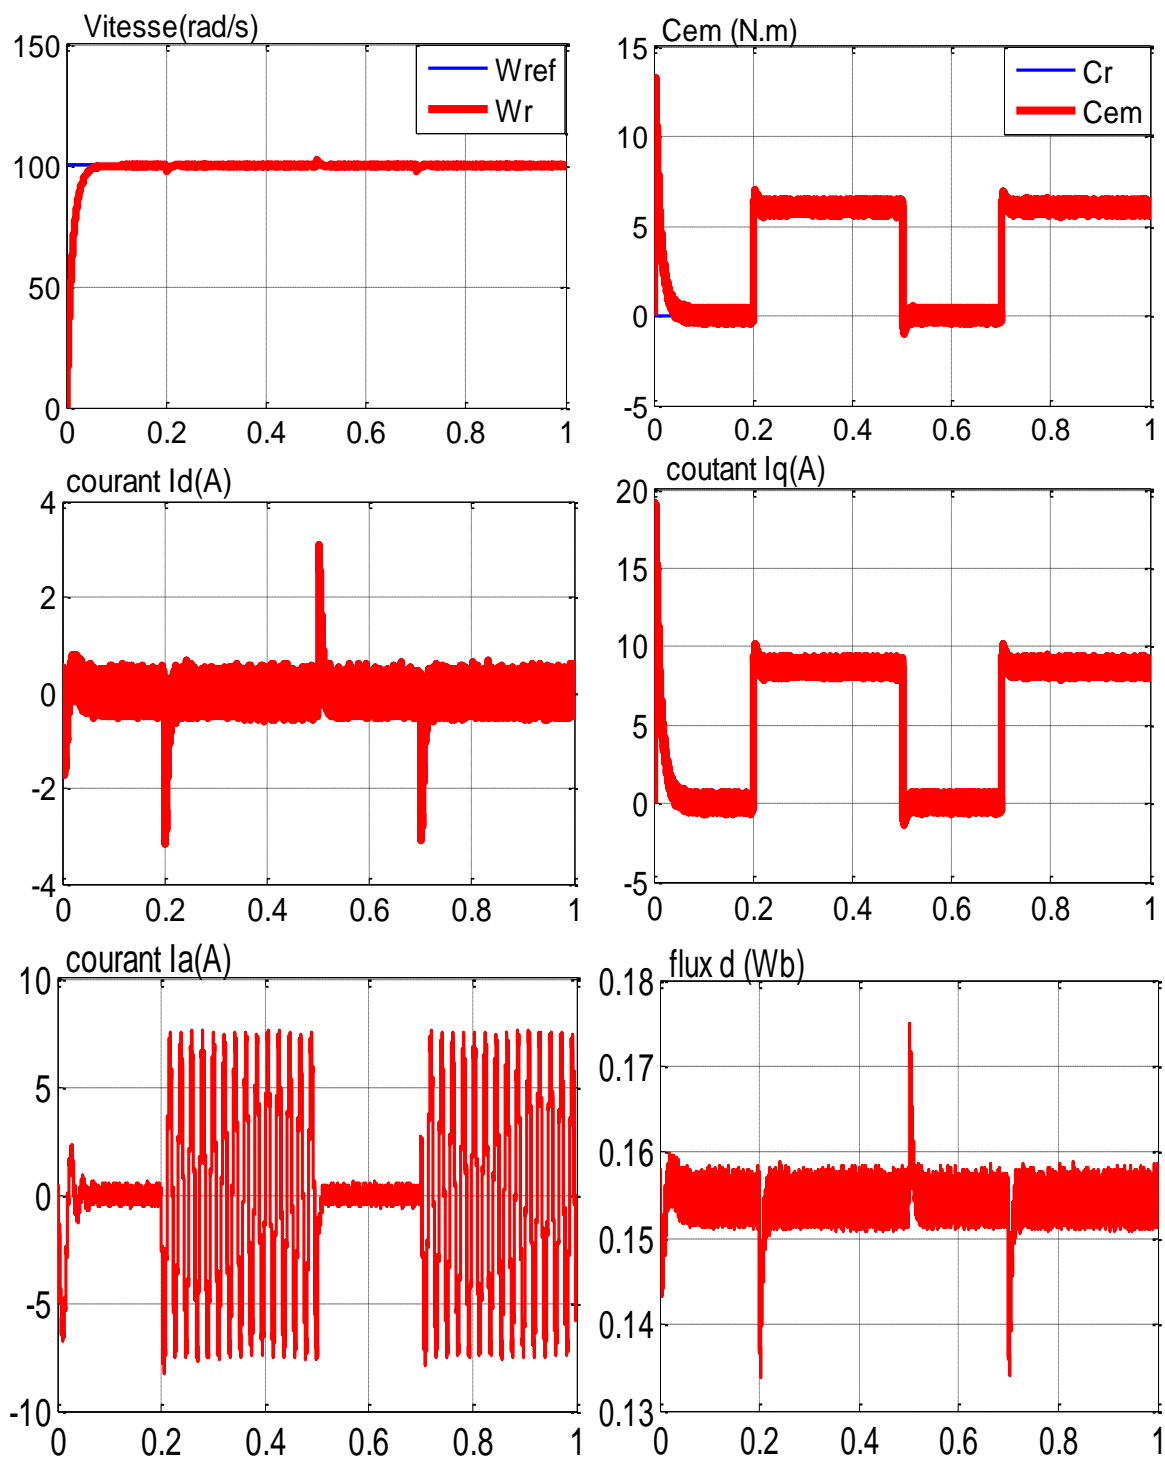 Vitesse(rad/s)
150
100
50
0
Wref
Wr
0 0.2 0.4 0.6 0.8 1
Cem (N.m)
15
10
5
0
-5
Cr
Cem
0 0.2 0.4 0.6 0.8 1
courant Id(A)
4
2
0
-2
-4
0 0.2 0.4 0.6 0.8 1
coutant Iq(A)
20
15
10
5
0
-5
0 0.2 0.4 0.6 0.8 1
courant Ia(A)
10
5
0
-5
-10
0 0.2 0.4 0.6 0.8 1
flux d (Wb)
0.18
0.17
0.16
0.15
0.14
0.13
0 0.2 0.4 0.6 0.8 1